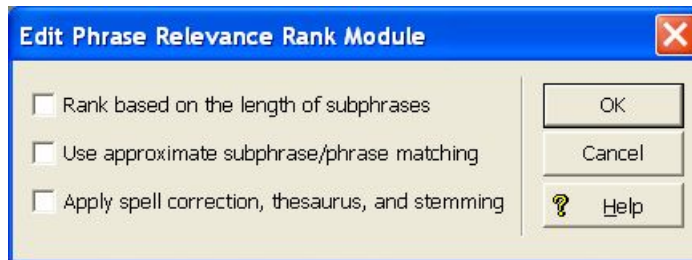 Edit Phrase Relevance Rank Module
Rank based on the length of subphrases
OK
Use approximate subphrase/phrase matching
Cancel
Apply spell correction, thesaurus, and stemming
? Help